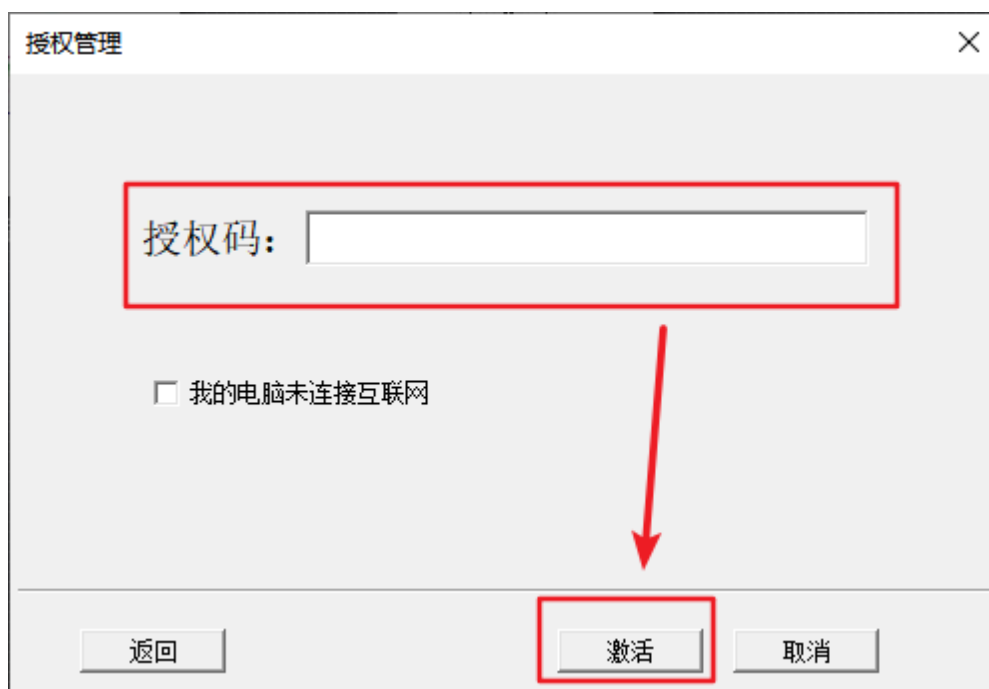 授权管理
授权码：
我的电脑未连接互联网
返回
激活
取消